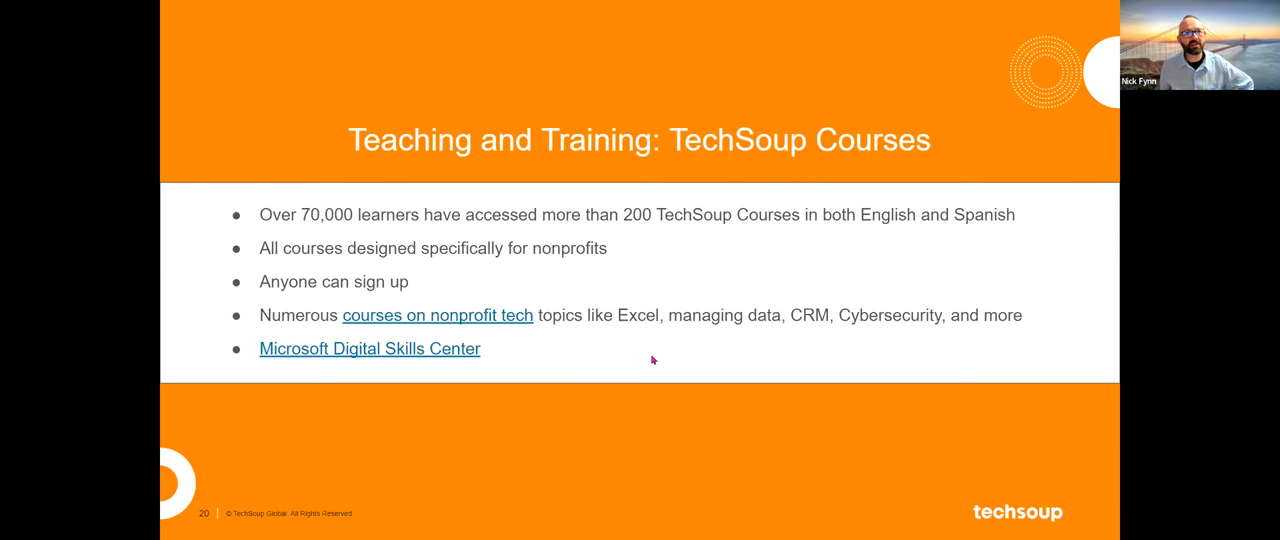 Nick Fynn
Teaching and Training: TechSoup Courses
● Over 70,000 learners have accessed more than 200 TechSoup Courses in both English and Spanish
● All courses designed specifically for nonprofits
● Anyone can sign up
● Numerous courses on nonprofit tech topics like Excel, managing data, CRM, Cybersecurity, and more
● Microsoft Digital Skills Center
20 | © TechSoup Global All Rights Reserved
techsoup